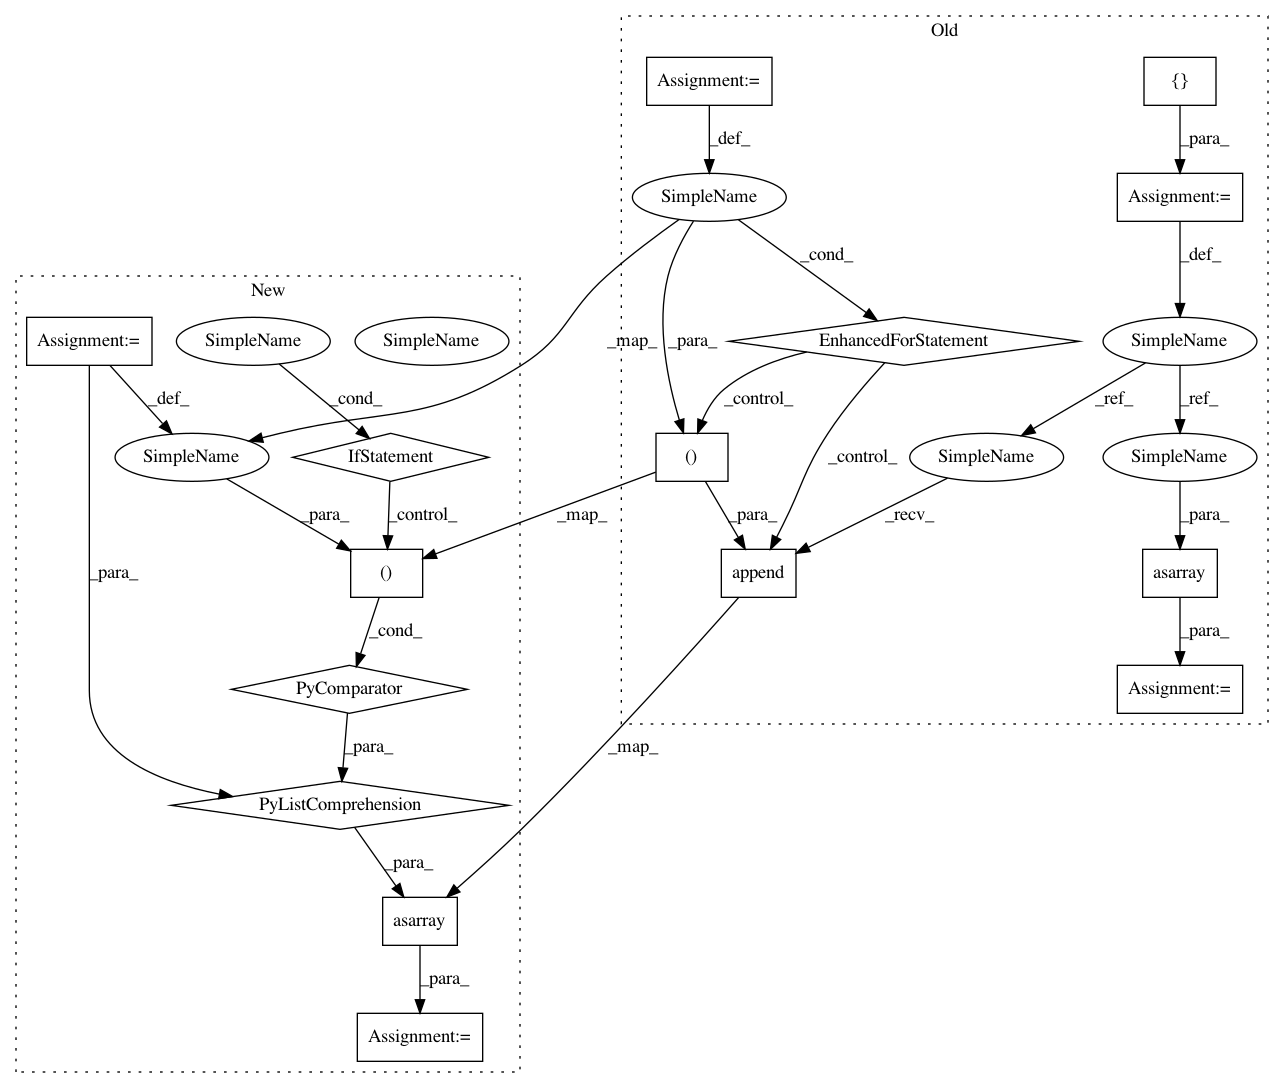 Old
Assignment:=
{}
_def_
_para_
SimpleName
Assignment:=
_cond_
_def_
New
Assignment:=
SimpleName
SimpleName
_map_
_para_
EnhancedForStatement
SimpleName
_def_
_cond_
_control_
_ref_
_ref_
SimpleName
IfStatement
()
SimpleName
SimpleName
_control_
_para_
_control_
_map_
_para_
_recv_
_para_
_para_
()
append
asarray
_cond_
_para_
PyComparator
Assignment:=
_para_
_map_
PyListComprehension
_para_
asarray
_para_
Assignment:=